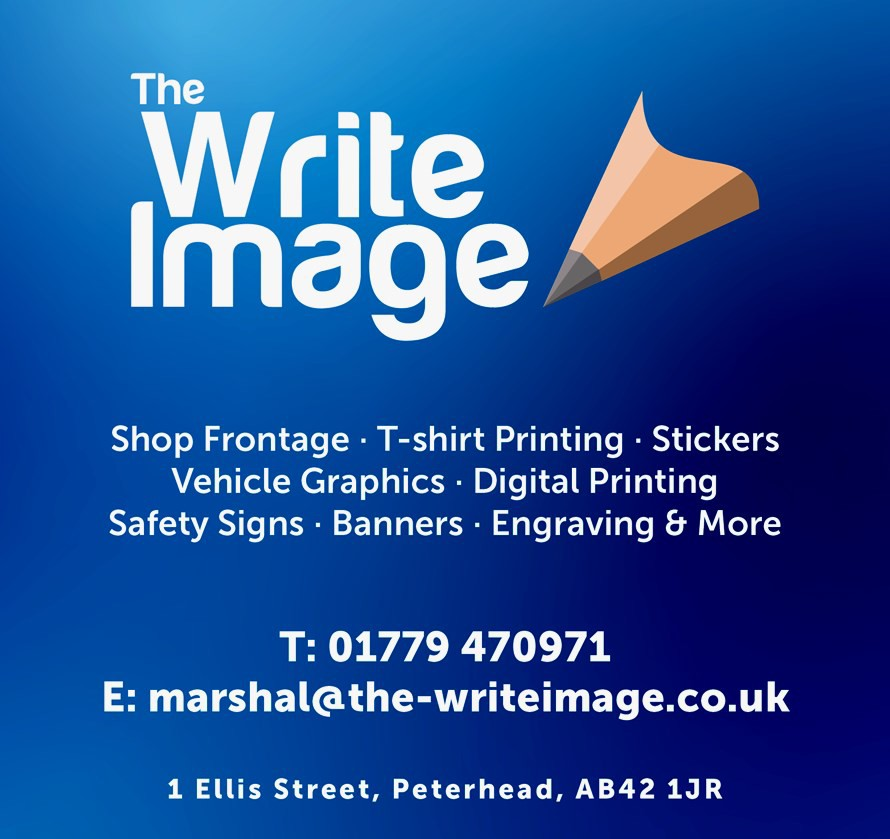 The
Write
Image
Shop Frontage · T-shirt Printing · Stickers
Vehicle Graphics · Digital Printing
Safety Signs · Banners · Engraving & More
T: 01779 470971
E: marshal@the-writeimage.co.uk
1 Ellis Street, Peterhead, AB42 1JR